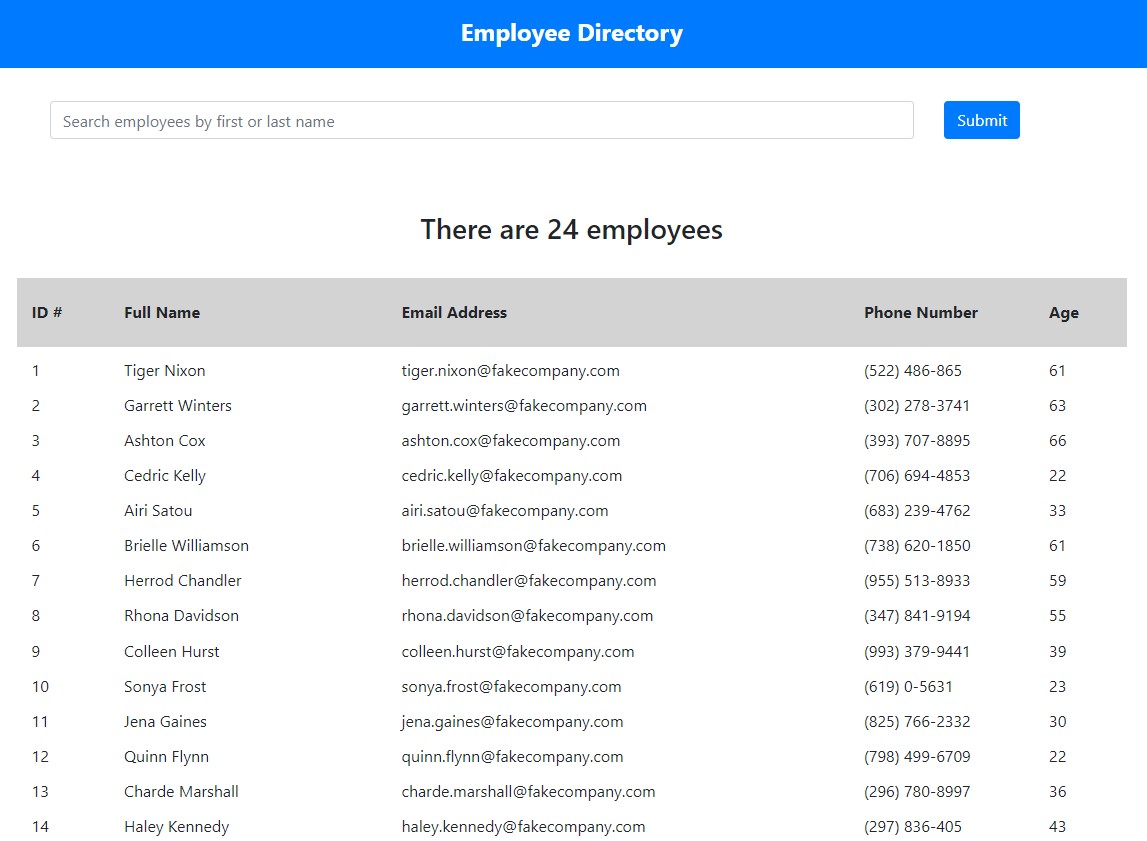 Employee Directory
Search employees by first or last name Submit
There are 24 employees
ID # Full Name Email Address Phone Number Age
1 Tiger Nixon tiger.nixon@fakecompany.com (522) 486-865 61
2 Garrett Winters garrett.winters@fakecompany.com (302) 278-3741 63
3 Ashton Cox ashton.cox@fakecompany.com (393) 707-8895 66
4 Cedric Kelly cedric.kelly@fakecompany.com (706) 694-4853 22
5 Airi Satou airi.satou@fakecompany.com (683) 239-4762 33
6 Brielle Williamson brielle.williamson@fakecompany.com (738) 620-1850 61
7 Herrod Chandler herrod.chandler@fakecompany.com (955) 513-8933 59
8 Rhona Davidson rhona.davidson@fakecompany.com (347) 841-9194 55
9 Colleen Hurst colleen.hurst@fakecompany.com (993) 379-9441 39
10 Sonya Frost sonya.frost@fakecompany.com (619) 0-5631 23
11 Jena Gaines jena.gaines@fakecompany.com (825) 766-2332 30
12 Quinn Flynn quinn.flynn@fakecompany.com (798) 499-6709 22
13 Charde Marshall charde.marshall@fakecompany.com (296) 780-8997 36
14 Haley Kennedy haley.kennedy@fakecompany.com (297) 836-405 43